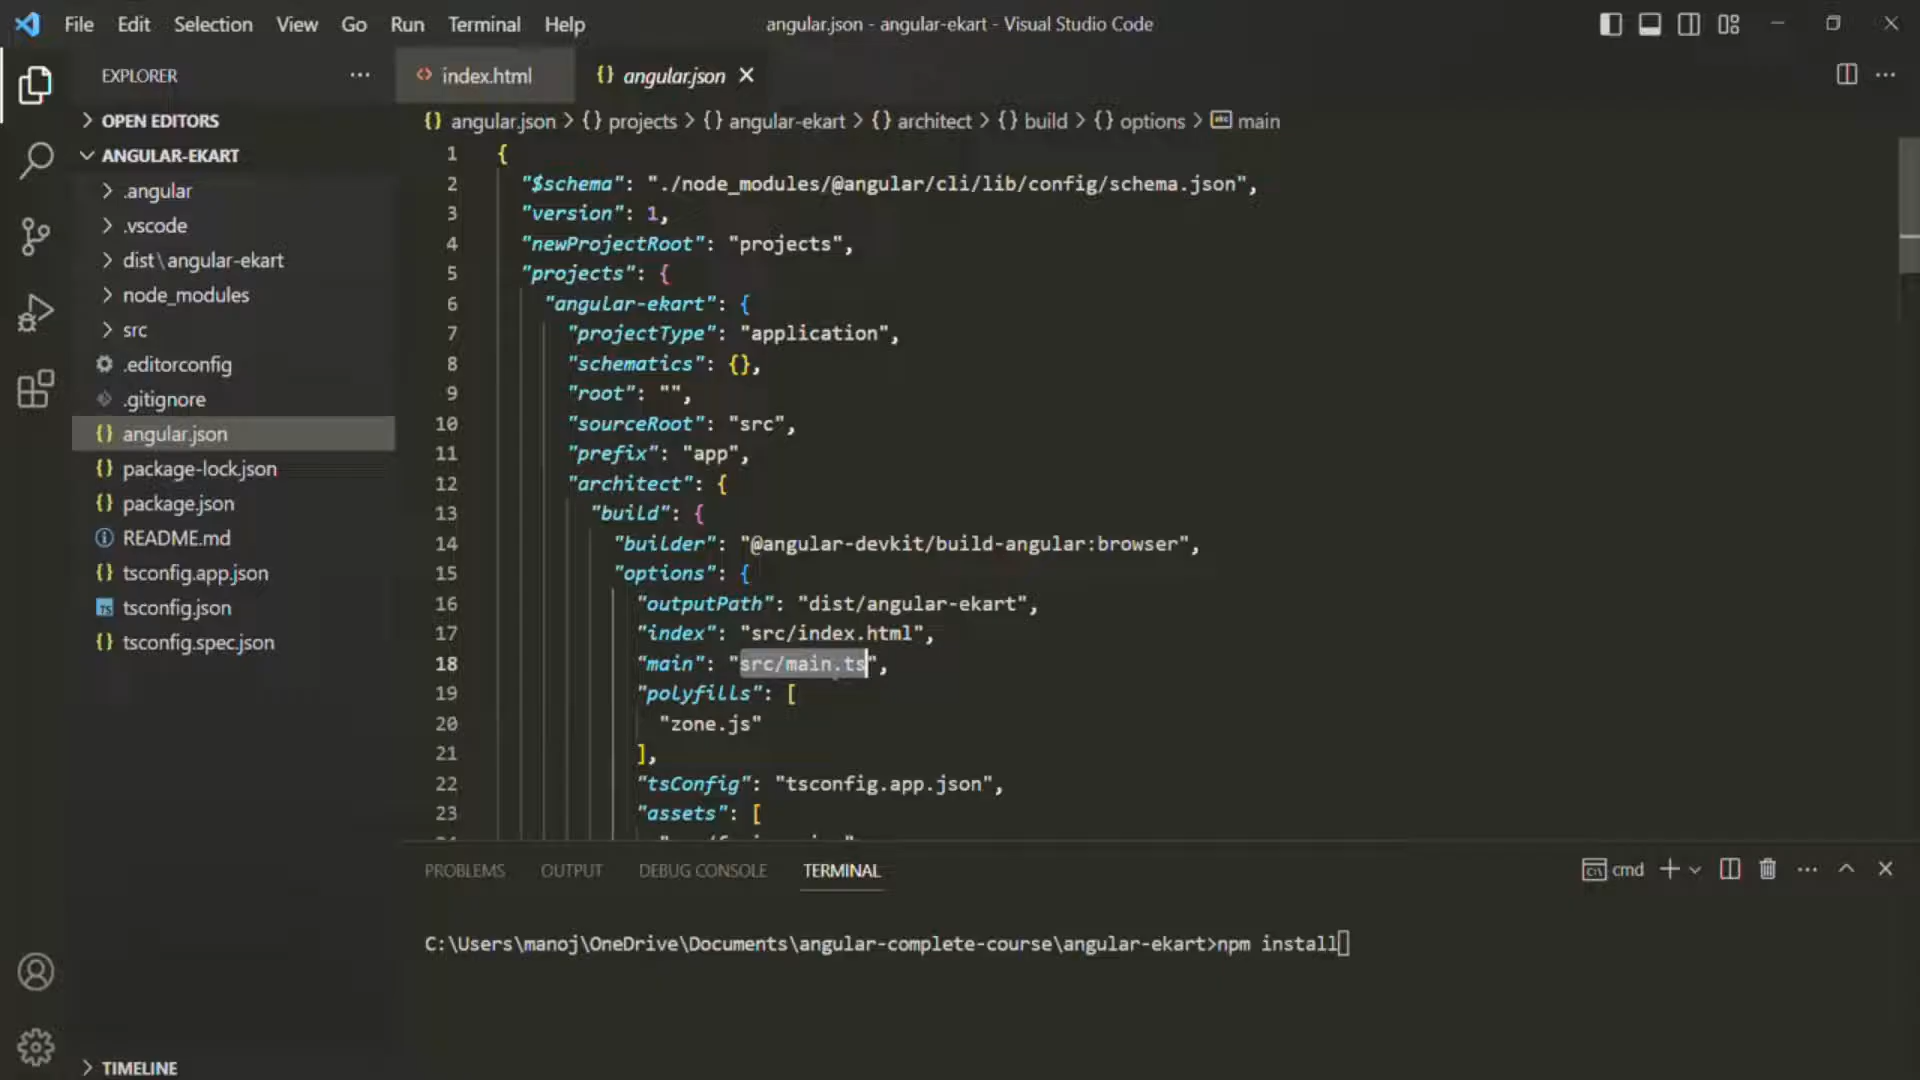 File Edit Selection View Go Run Terminal Help
angular.json - angular-ekart - Visual Studio Code
EXPLORER
OPEN EDITORS
ANGULAR-EKART
.angular
.vscode
dist\angular-ekart
node_modules
src
.editorconfig
.gitignore
angular.json
package-lock.json
package.json
README.md
TS tsconfig.app.json
tsconfig.json
tsconfig.spec.json
TIMELINE
index.html
angular.json
angular.json > {} projects > {} angular-ekart > {} architect > {} build > {} options > main
1 {
2 "$schema": "./node_modules/@angular/cli/lib/config/schema.json",
3 "version": 1,
4 "newProjectRoot": "projects",
5 "projects": {
6 "angular-ekart": {
7 "projectType": "application",
8 "schematics": {},
9 "root": "",
10 "sourceRoot": "src",
11 "prefix": "app",
12 "architect": {
13 "build": {
14 "builder": "@angular-devkit/build-angular:browser",
15 "options": {
16 "outputPath": "dist/angular-ekart",
17 "index": "src/index.html",
18 "main": "src/main.ts",
19 "polyfills": [
20 "zone.js"
21 ],
22 "tsConfig": "tsconfig.app.json",
23 "assets": [
PROBLEMS OUTPUT DEBUG CONSOLE TERMINAL
cmd
C:\Users\manoj\OneDrive\Documents\angular-complete-course\angular-ekart>npm install